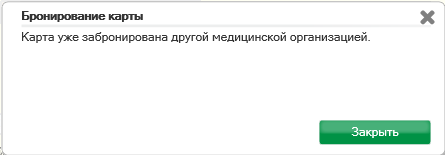 Бронирование карты
Карта уже забронирована другой медицинской организацией.
Закрыть